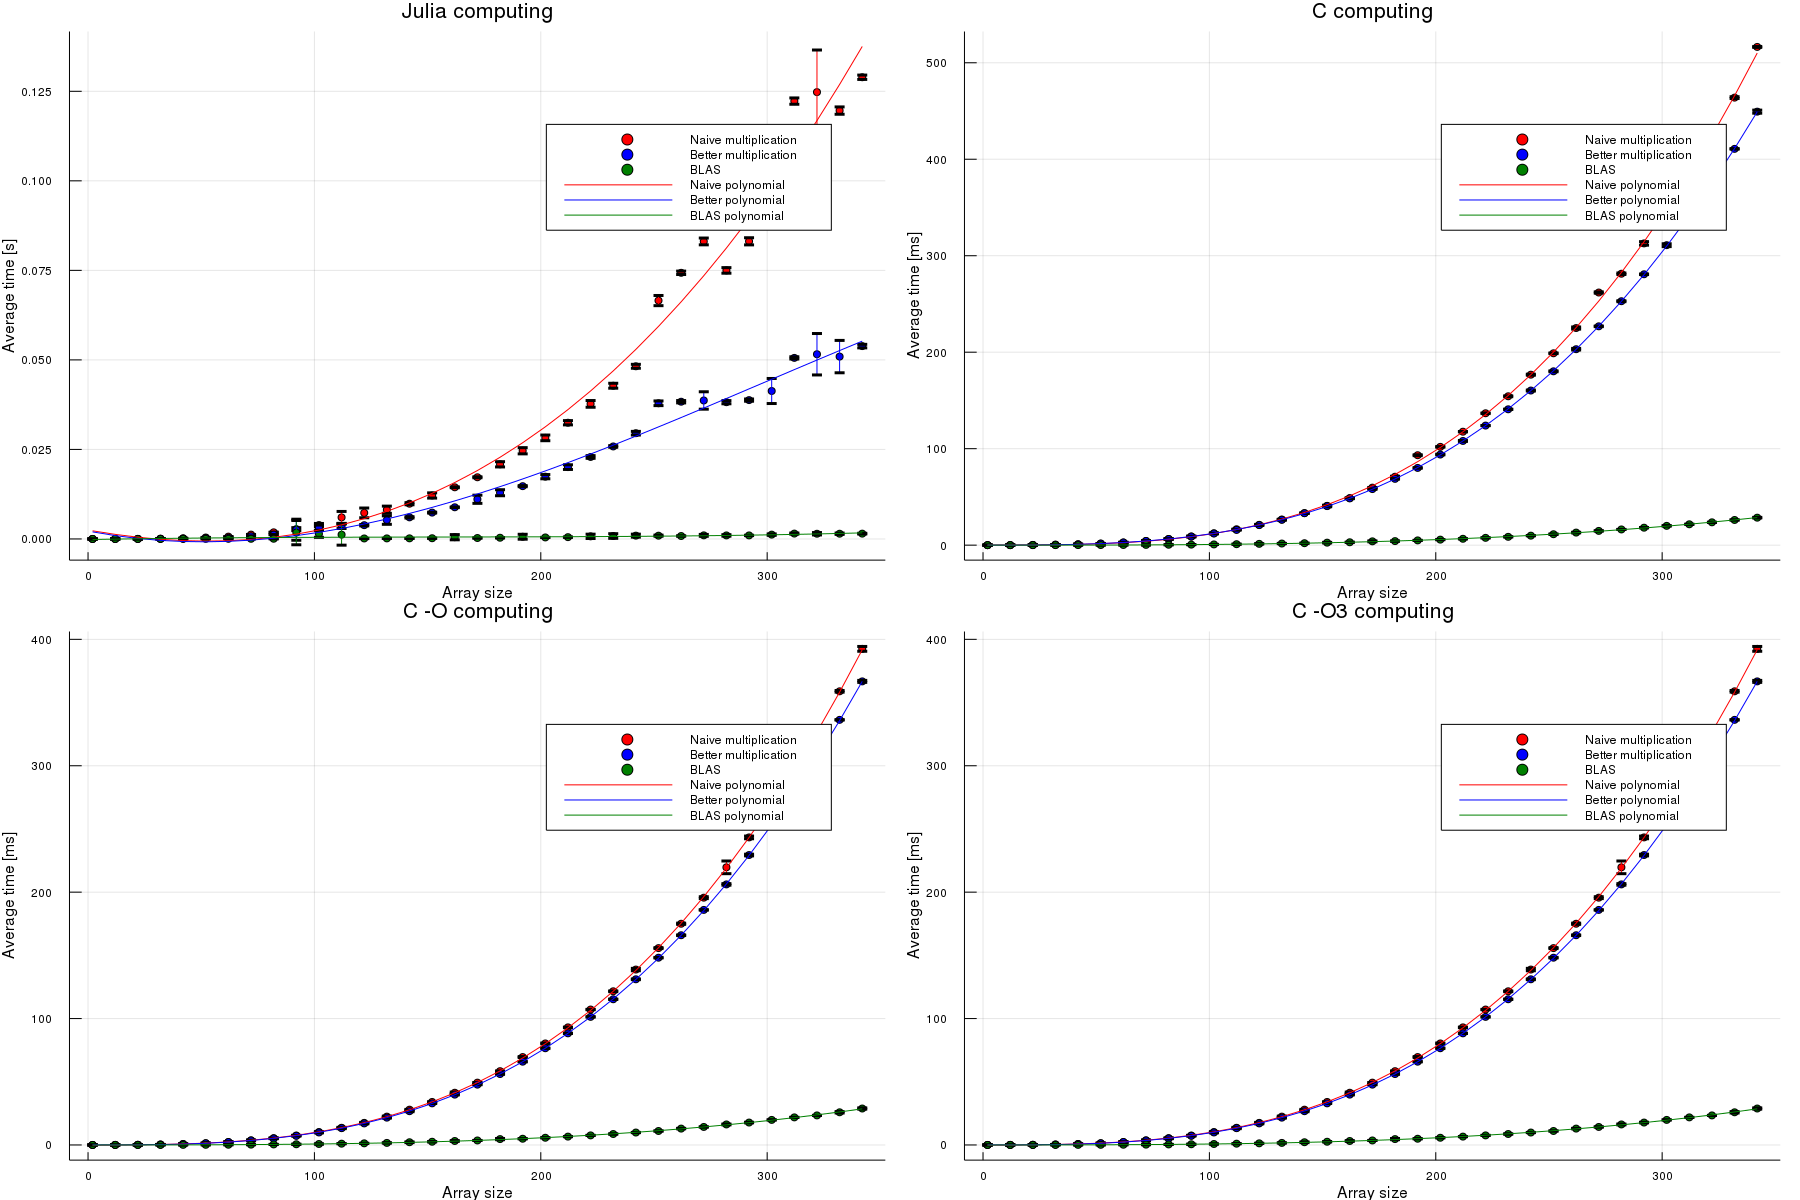 Julia computing
Average time [s]
0.125
0.100
0.075
0.050
0.025
0.000
Naive multiplication
Better multiplication
BLAS
Naive polynomial
Better polynomial
BLAS polynomial
0 100 200 300
Array size
C computing
Average time [ms]
500
400
300
200
100
0
Naive multiplication
Better multiplication
BLAS
Naive polynomial
Better polynomial
BLAS polynomial
0 100 200 300
Array size
C -O computing
Average time [ms]
400
300
200
100
0
Naive multiplication
Better multiplication
BLAS
Naive polynomial
Better polynomial
BLAS polynomial
0 100 200 300
Array size
C -O3 computing
Average time [ms]
400
300
200
100
0
Naive multiplication
Better multiplication
BLAS
Naive polynomial
Better polynomial
BLAS polynomial
0 100 200 300
Array size